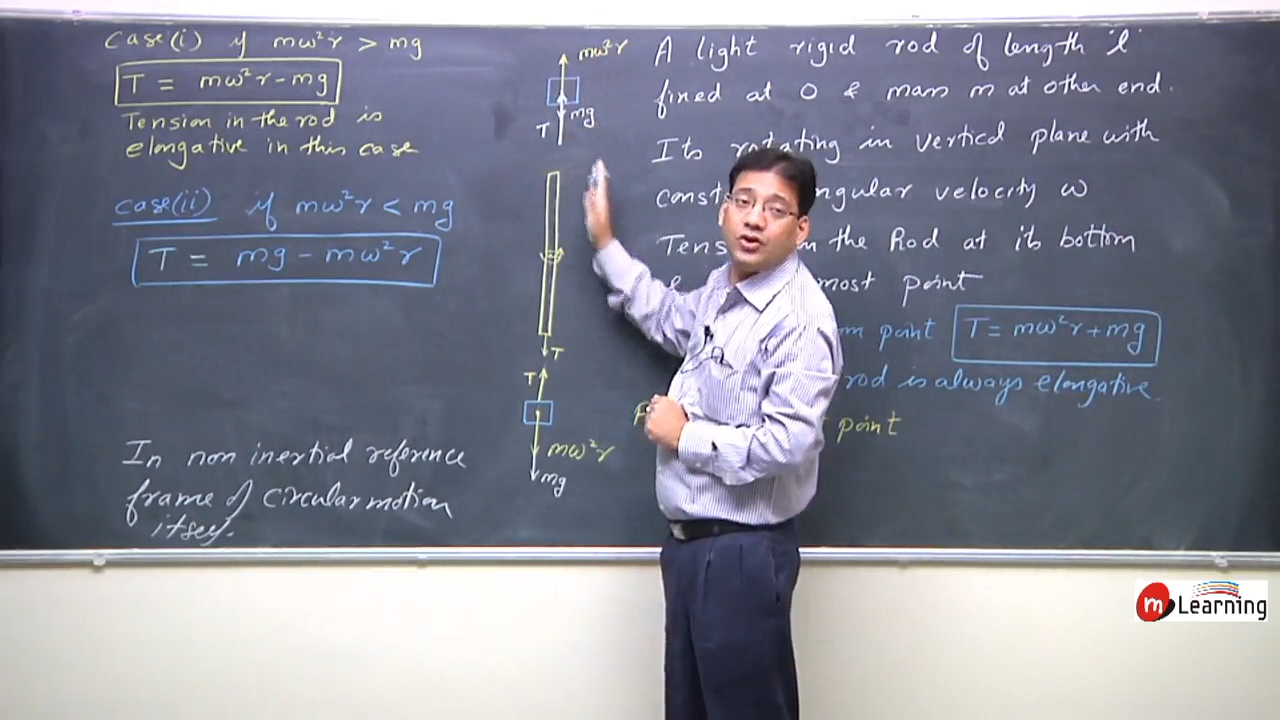 Case(i) if mω²r > mg
T = mω²r - mg
Tension in the rod is
elongative in this case
case(ii) if mω²r < mg
T = mg - mω²r
In non inertial reference
frame of circular motion
itself.
mω²r
mg
T
T
T
mω²r
mg
A light rigid rod of length 'l'
fixed at O & mass m at other end.
Its rotating in vertical plane with
const ngular velocity ω
Tens n the Rod at its bottom
& most point
m point T = mω²r + mg
rod is always elongative.
point
m Learning